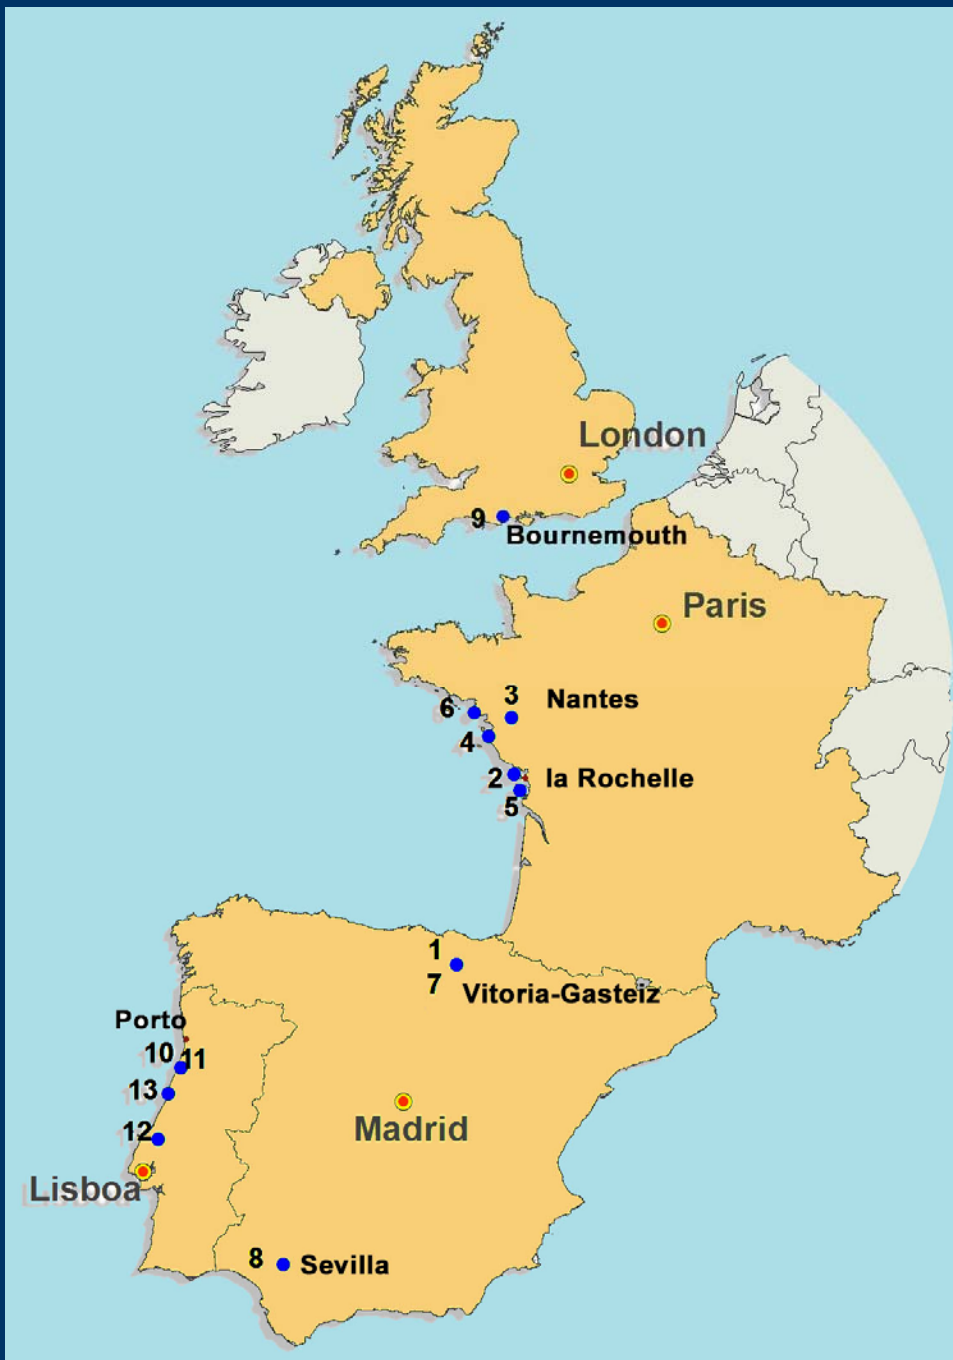 London
9
Bournemouth
Paris
3
Nantes
6
4
2
la Rochelle
5
1
7
Vitoria-Gasteiz
Porto
10
11
13
Madrid
12
Lisboa
8
Sevilla